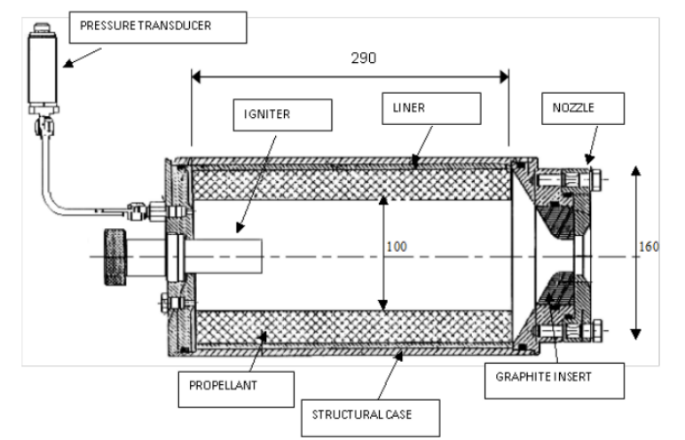 PRESSURE TRANSDUCER
290
IGNITER
LINER
NOZZLE
100
160
PROPELLANT
GRAPHITE INSERT
STRUCTURAL CASE